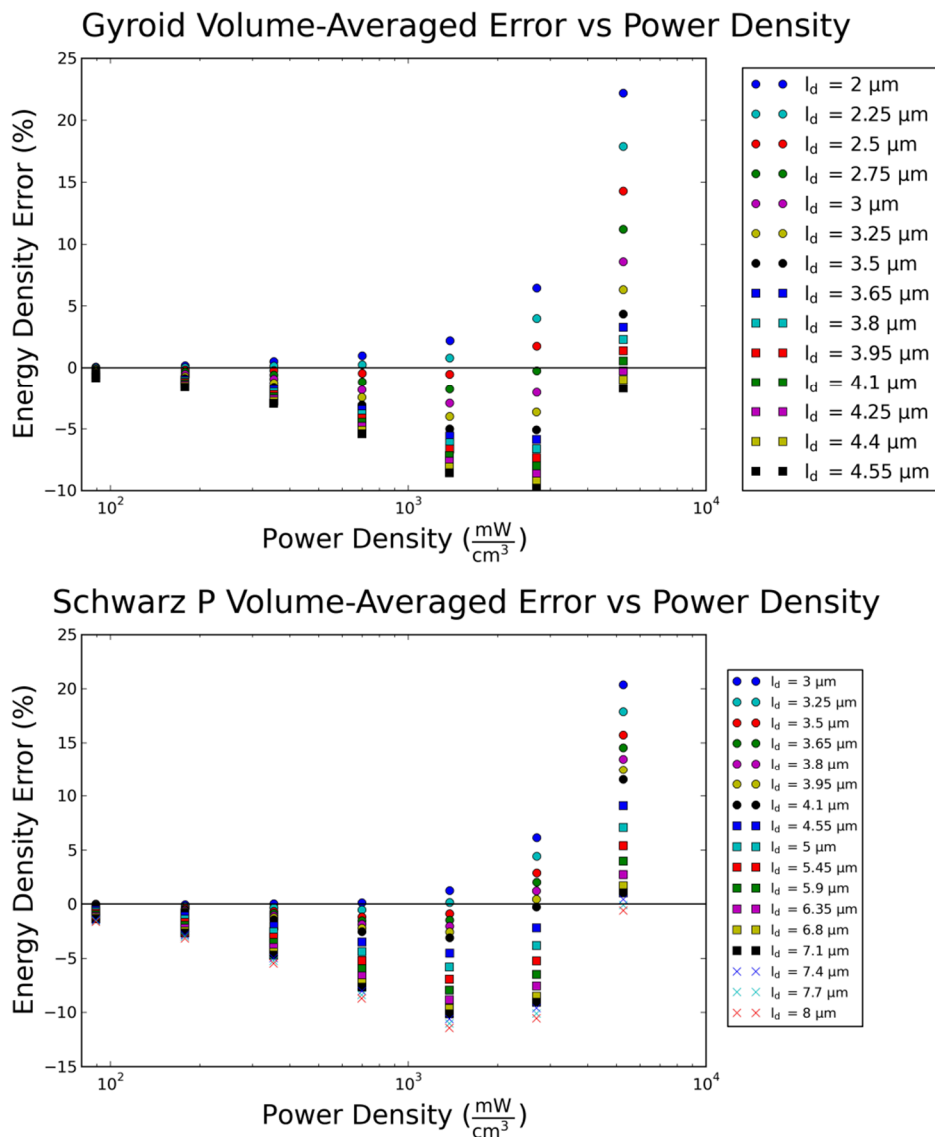 Gyroid Volume-Averaged Error vs Power Density
25
20
15
10
5
0
−5
−10
Energy Density Error (%)
10²
10³
10⁴
Power Density (mW/cm³)
l_d = 2 μm
l_d = 2.25 μm
l_d = 2.5 μm
l_d = 2.75 μm
l_d = 3 μm
l_d = 3.25 μm
l_d = 3.5 μm
l_d = 3.65 μm
l_d = 3.8 μm
l_d = 3.95 μm
l_d = 4.1 μm
l_d = 4.25 μm
l_d = 4.4 μm
l_d = 4.55 μm
Schwarz P Volume-Averaged Error vs Power Density
25
20
15
10
5
0
−5
−10
−15
Energy Density Error (%)
10²
10³
10⁴
Power Density (mW/cm³)
l_d = 3 μm
l_d = 3.25 μm
l_d = 3.5 μm
l_d = 3.65 μm
l_d = 3.8 μm
l_d = 3.95 μm
l_d = 4.1 μm
l_d = 4.55 μm
l_d = 5 μm
l_d = 5.45 μm
l_d = 5.9 μm
l_d = 6.35 μm
l_d = 6.8 μm
l_d = 7.1 μm
l_d = 7.4 μm
l_d = 7.7 μm
l_d = 8 μm